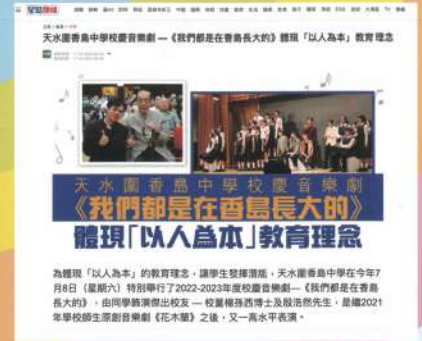 星島頭條
天水圍香島中學校慶音樂劇 —《我們都是在香島長大的》體現「以人為本」教育理念
天水圍香島中學校慶音樂劇
《我們都是在香島長大的》
體現「以人為本」教育理念
為體現「以人為本」的教育理念，讓學生發揮潛能，天水圍香島中學在今年7
月8日（星期六）特別舉行了2022-2023年度校慶音樂劇—《我們都是在香島
長大的》，由同學飾演傑出校友 — 校董楊孫西博士及殷浩然先生，是繼2021
年學校師生原創音樂劇《花木蘭》之後，又一高水平表演。